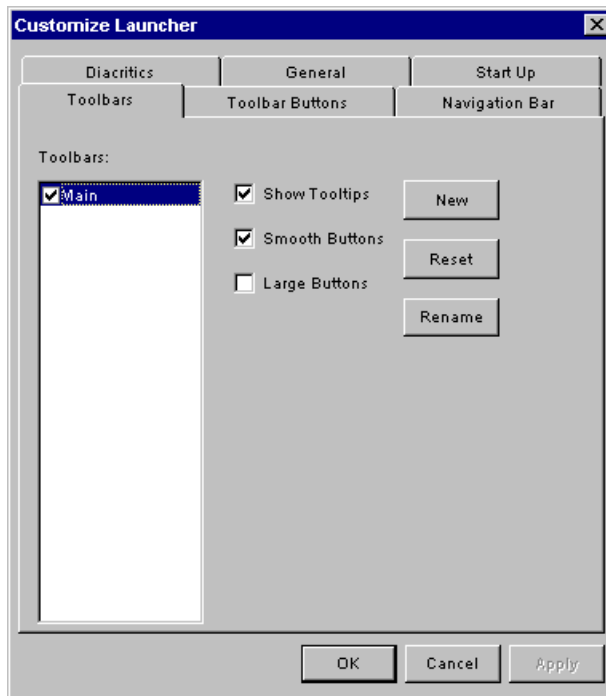 Customize Launcher
Diacritics General Start Up
Toolbars Toolbar Buttons Navigation Bar
Toolbars:
Main
Show Tooltips New
Smooth Buttons
Reset
Large Buttons
Rename
OK Cancel Apply